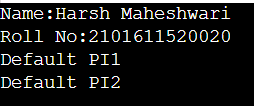 Name:Harsh Maheshwari
Roll No:2101611520020
Default PI1
Default PI2